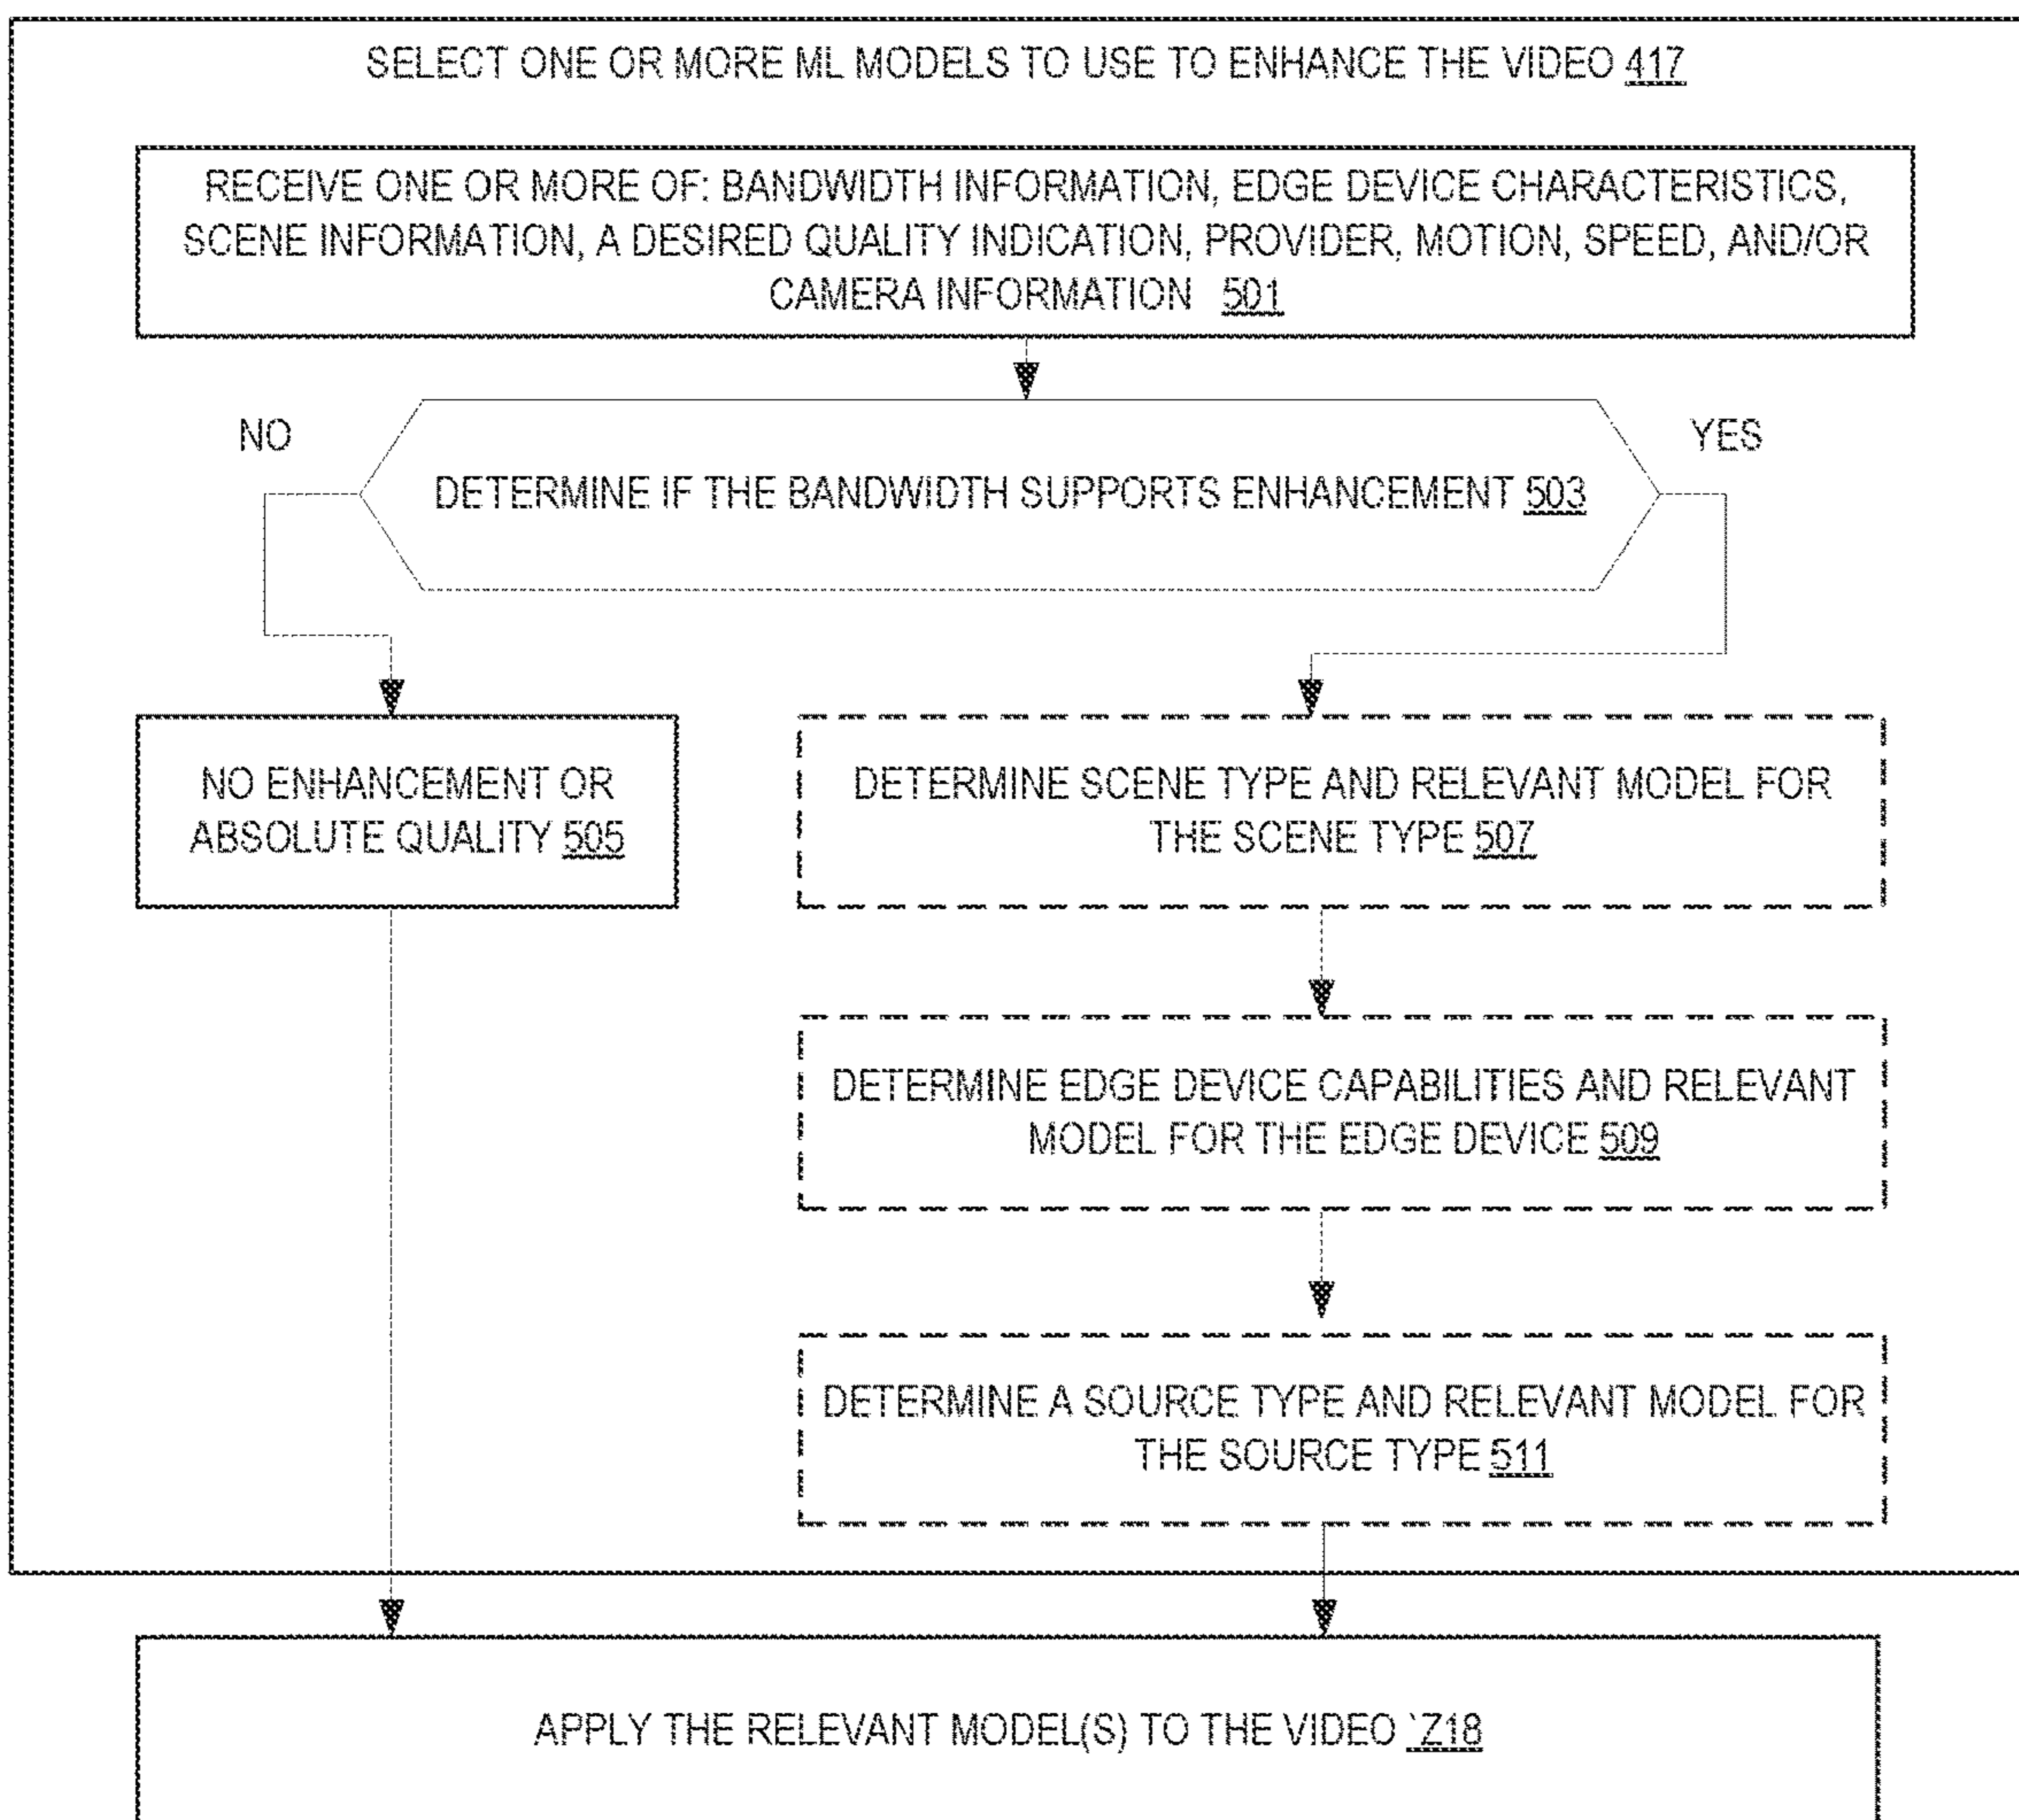 SELECT ONE OR MORE ML MODELS TO USE TO ENHANCE THE VIDEO 417
RECEIVE ONE OR MORE OF: BANDWIDTH INFORMATION, EDGE DEVICE CHARACTERISTICS,
SCENE INFORMATION, A DESIRED QUALITY INDICATION, PROVIDER, MOTION, SPEED, AND/OR
CAMERA INFORMATION 501
NO
YES
DETERMINE IF THE BANDWIDTH SUPPORTS ENHANCEMENT 503
NO ENHANCEMENT OR
ABSOLUTE QUALITY 505
DETERMINE SCENE TYPE AND RELEVANT MODEL FOR
THE SCENE TYPE 507
DETERMINE EDGE DEVICE CAPABILITIES AND RELEVANT
MODEL FOR THE EDGE DEVICE 509
DETERMINE A SOURCE TYPE AND RELEVANT MODEL FOR
THE SOURCE TYPE 511
APPLY THE RELEVANT MODEL(S) TO THE VIDEO `Z18